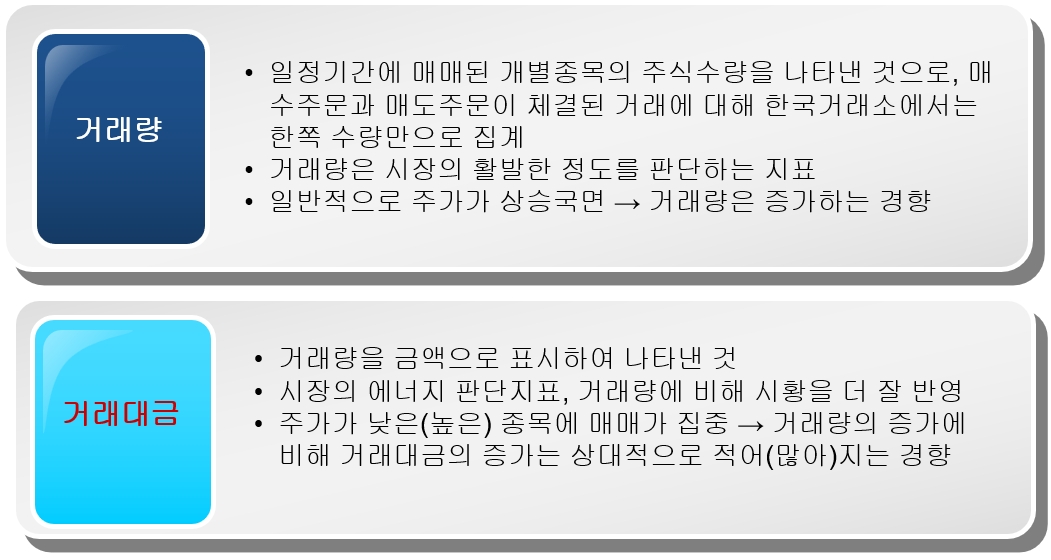 거래량
• 일정기간에 매매된 개별종목의 주식수량을 나타낸 것으로, 매
수주문과 매도주문이 체결된 거래에 대해 한국거래소에서는
한쪽 수량만으로 집계
• 거래량은 시장의 활발한 정도를 판단하는 지표
• 일반적으로 주가가 상승국면 → 거래량은 증가하는 경향
거래대금
• 거래량을 금액으로 표시하여 나타낸 것
• 시장의 에너지 판단지표, 거래량에 비해 시황을 더 잘 반영
• 주가가 낮은(높은) 종목에 매매가 집중 → 거래량의 증가에
비해 거래대금의 증가는 상대적으로 적어(많아)지는 경향